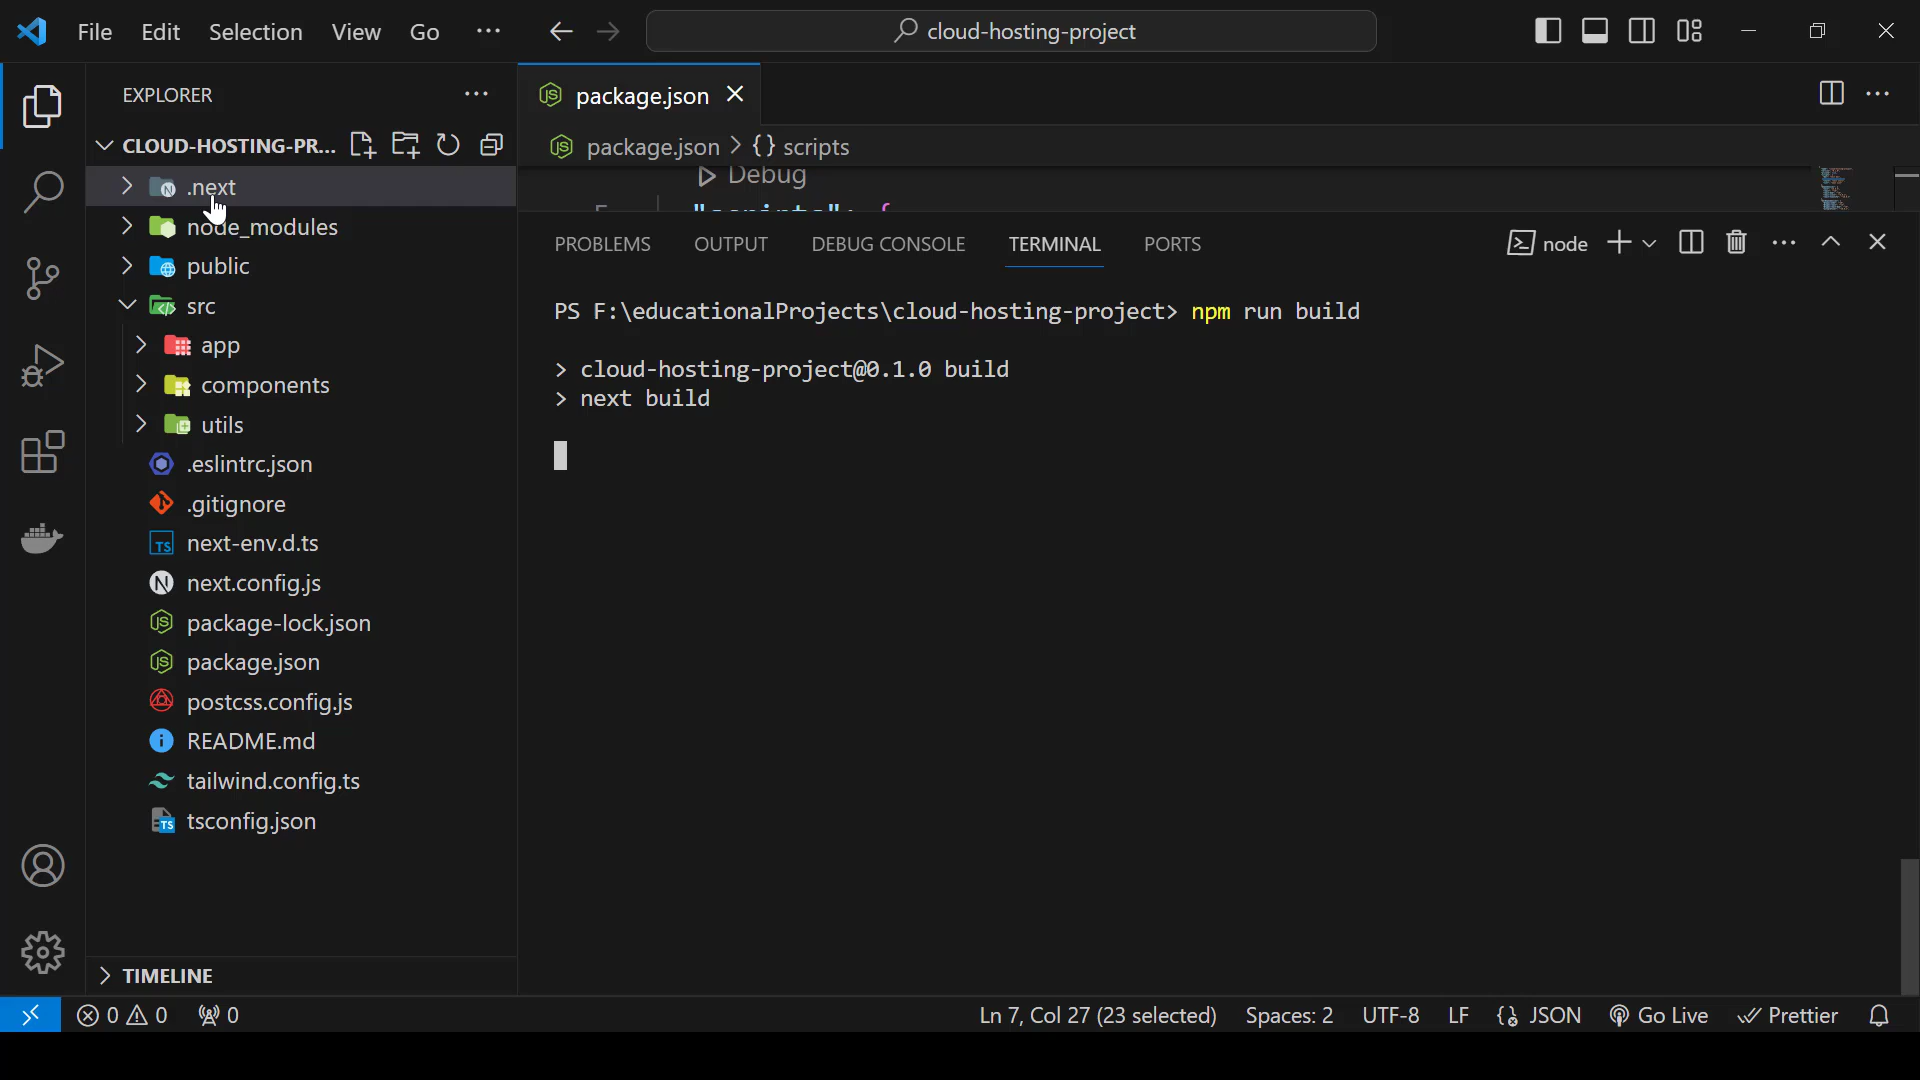 File Edit Selection View Go
cloud-hosting-project
EXPLORER
CLOUD-HOSTING-PR...
.next
node_modules
public
src
app
components
utils
.eslintrc.json
.gitignore
next-env.d.ts
next.config.js
package-lock.json
package.json
postcss.config.js
README.md
tailwind.config.ts
tsconfig.json
TIMELINE
package.json
package.json > {} scripts
Debug
"scripts": {
PROBLEMS OUTPUT DEBUG CONSOLE TERMINAL PORTS
node
PS F:\educationalProjects\cloud-hosting-project> npm run build
> cloud-hosting-project@0.1.0 build
> next build
0 0 0
Ln 7, Col 27 (23 selected) Spaces: 2 UTF-8 LF JSON Go Live Prettier